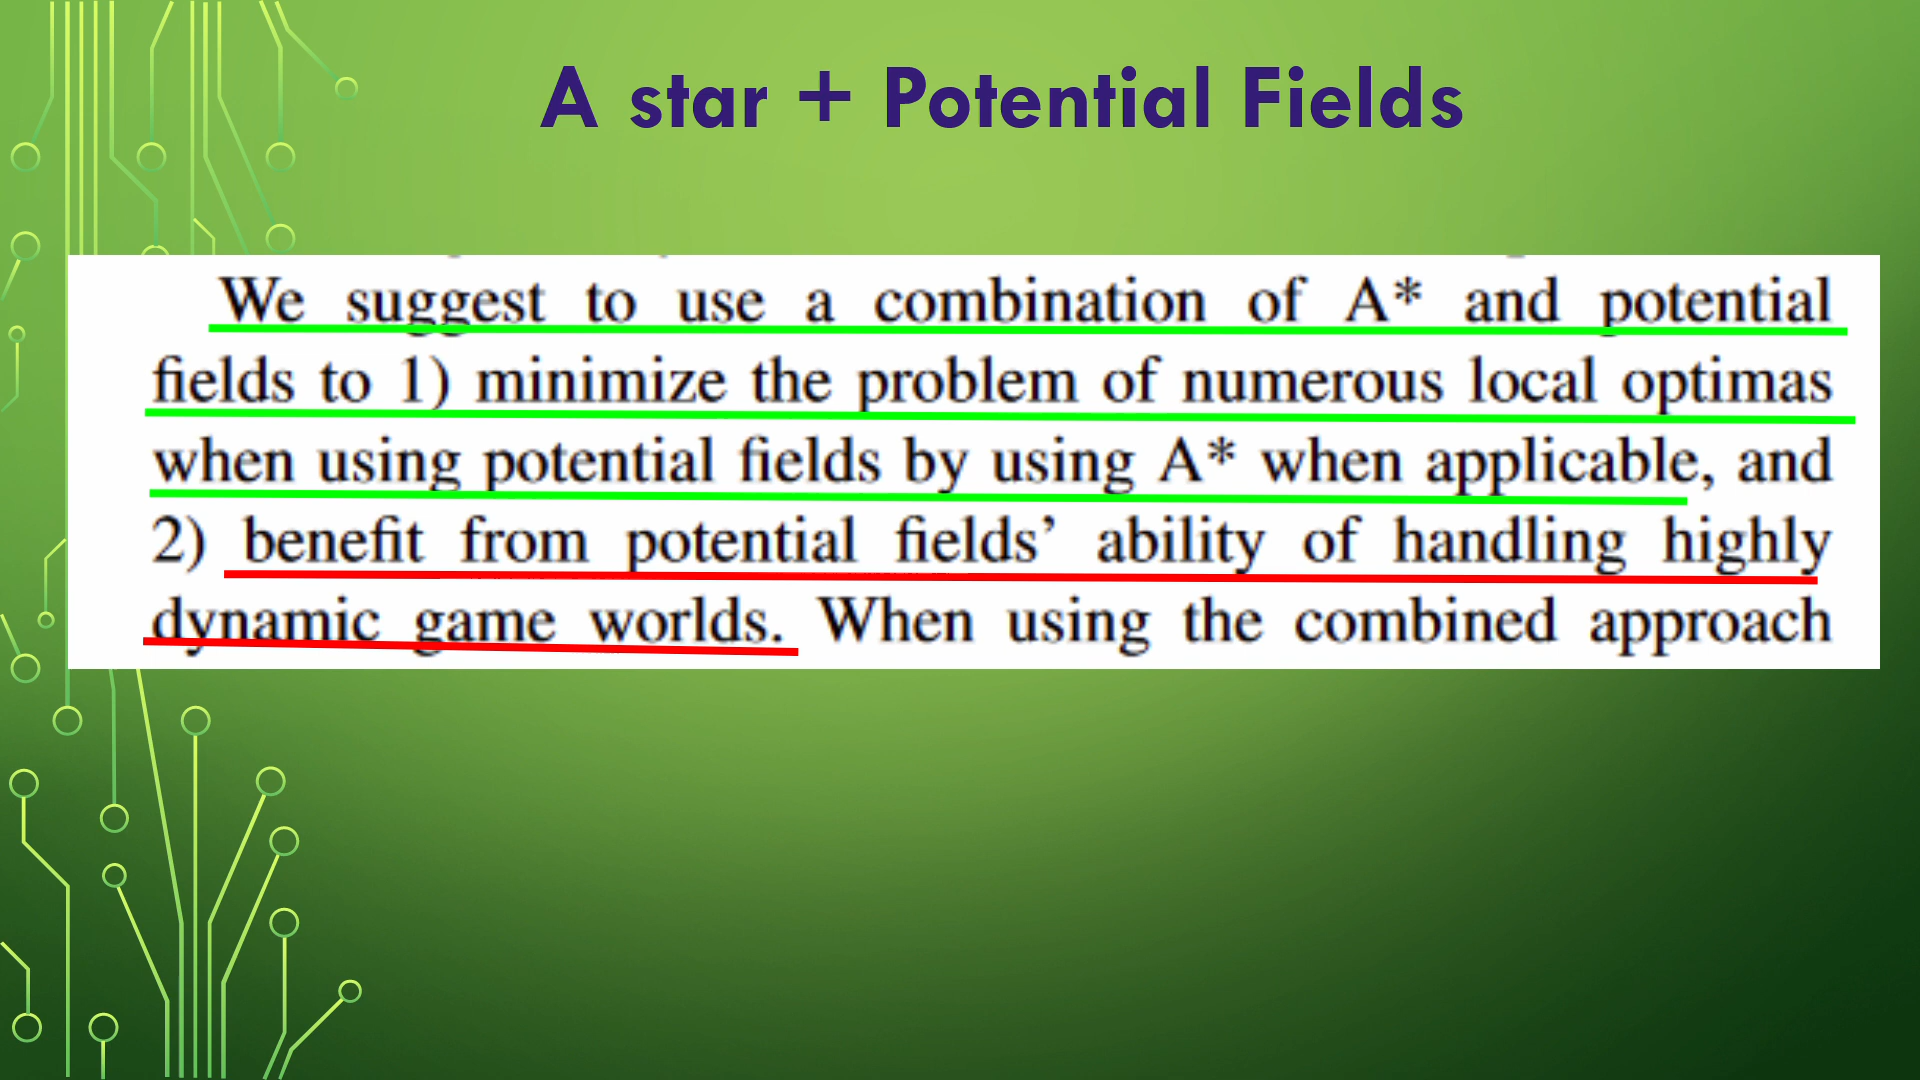 A star + Potential Fields
We suggest to use a combination of A* and potential
fields to 1) minimize the problem of numerous local optimas
when using potential fields by using A* when applicable, and
2) benefit from potential fields’ ability of handling highly
dynamic game worlds. When using the combined approach